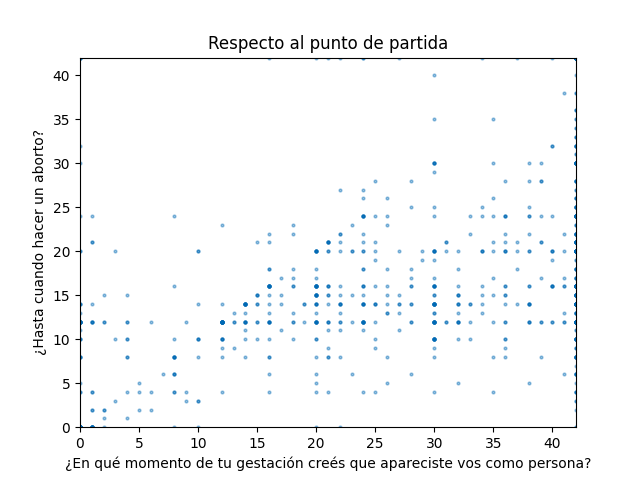 Respecto al punto de partida
¿Hasta cuando hacer un aborto?
40
35
30
25
20
15
10
5
0
0 5 10 15 20 25 30 35 40
¿En qué momento de tu gestación creés que apareciste vos como persona?